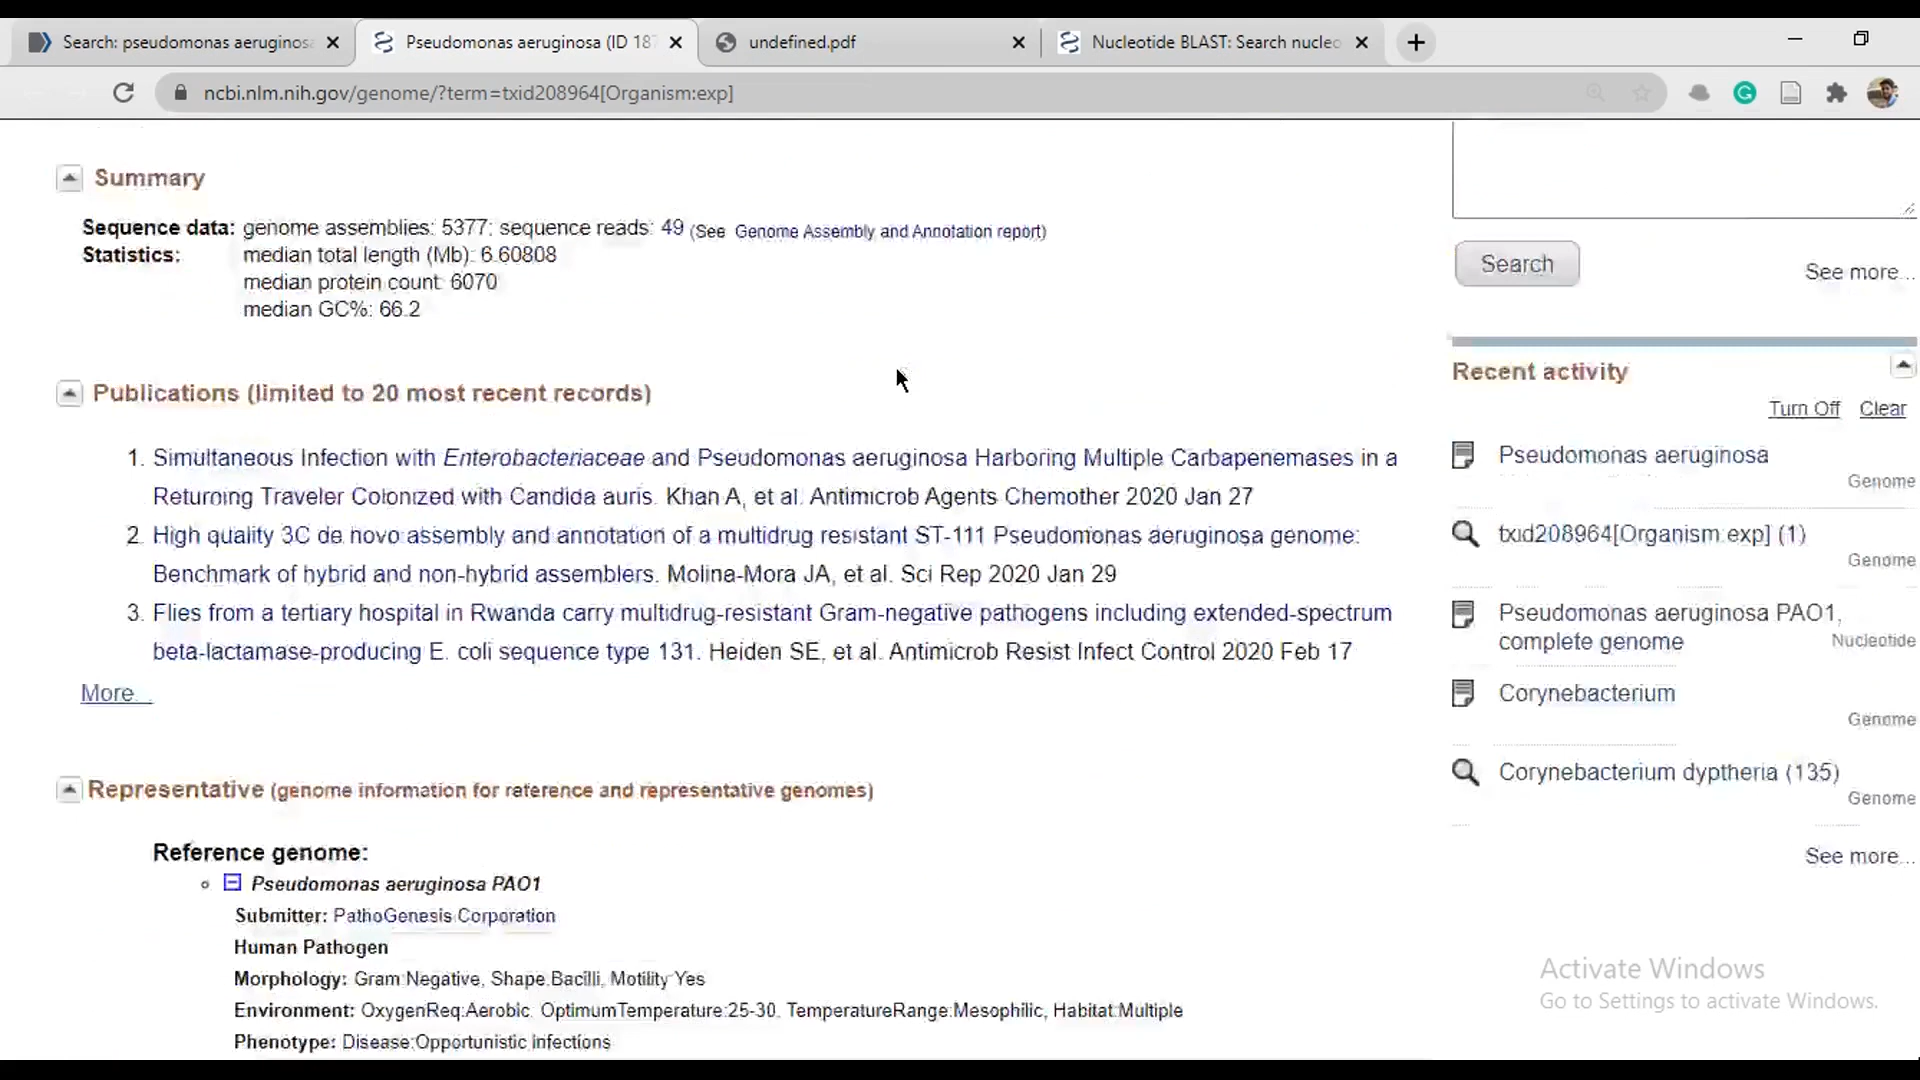 Search: pseudomonas aeruginos
Pseudomonas aeruginosa (ID 187
undefined.pdf
Nucleotide BLAST: Search nucleo
ncbi.nlm.nih.gov/genome/?term=txid208964[Organism:exp]
Summary
Sequence data: genome assemblies: 5377; sequence reads: 49 (See Genome Assembly and Annotation report)
Statistics: median total length (Mb): 6.60808
median protein count: 6070
median GC%: 66.2
Publications (limited to 20 most recent records)
1. Simultaneous Infection with Enterobacteriaceae and Pseudomonas aeruginosa Harboring Multiple Carbapenemases in a
Returning Traveler Colonized with Candida auris. Khan A, et al. Antimicrob Agents Chemother 2020 Jan 27
2. High quality 3C de novo assembly and annotation of a multidrug resistant ST-111 Pseudomonas aeruginosa genome:
Benchmark of hybrid and non-hybrid assemblers. Molina-Mora JA, et al. Sci Rep 2020 Jan 29
3. Flies from a tertiary hospital in Rwanda carry multidrug-resistant Gram-negative pathogens including extended-spectrum
beta-lactamase-producing E. coli sequence type 131. Heiden SE, et al. Antimicrob Resist Infect Control 2020 Feb 17
More...
Representative (genome information for reference and representative genomes)
Reference genome:
Pseudomonas aeruginosa PAO1
Submitter: PathoGenesis Corporation
Human Pathogen
Morphology: Gram:Negative, Shape:Bacilli, Motility:Yes
Environment: OxygenReq:Aerobic, OptimumTemperature:25-30, TemperatureRange:Mesophilic, Habitat:Multiple
Phenotype: Disease:Opportunistic infections
Search
See more...
Recent activity
Turn Off Clear
Pseudomonas aeruginosa
Genome
txid208964[Organism:exp] (1)
Genome
Pseudomonas aeruginosa PAO1,
complete genome
Nucleotide
Corynebacterium
Genome
Corynebacterium dyptheria (135)
Genome
See more...
Activate Windows
Go to Settings to activate Windows.